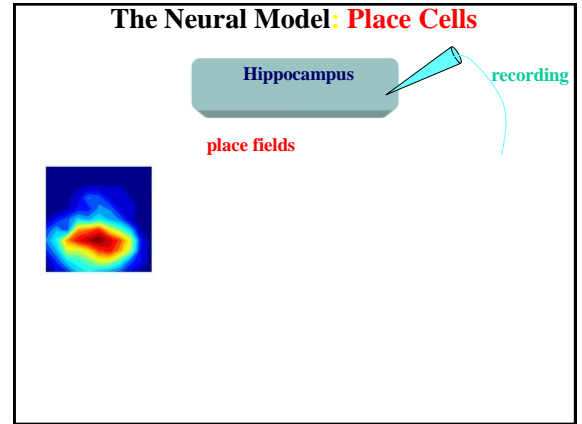 The Neural Model: Place Cells
Hippocampus
recording
place fields